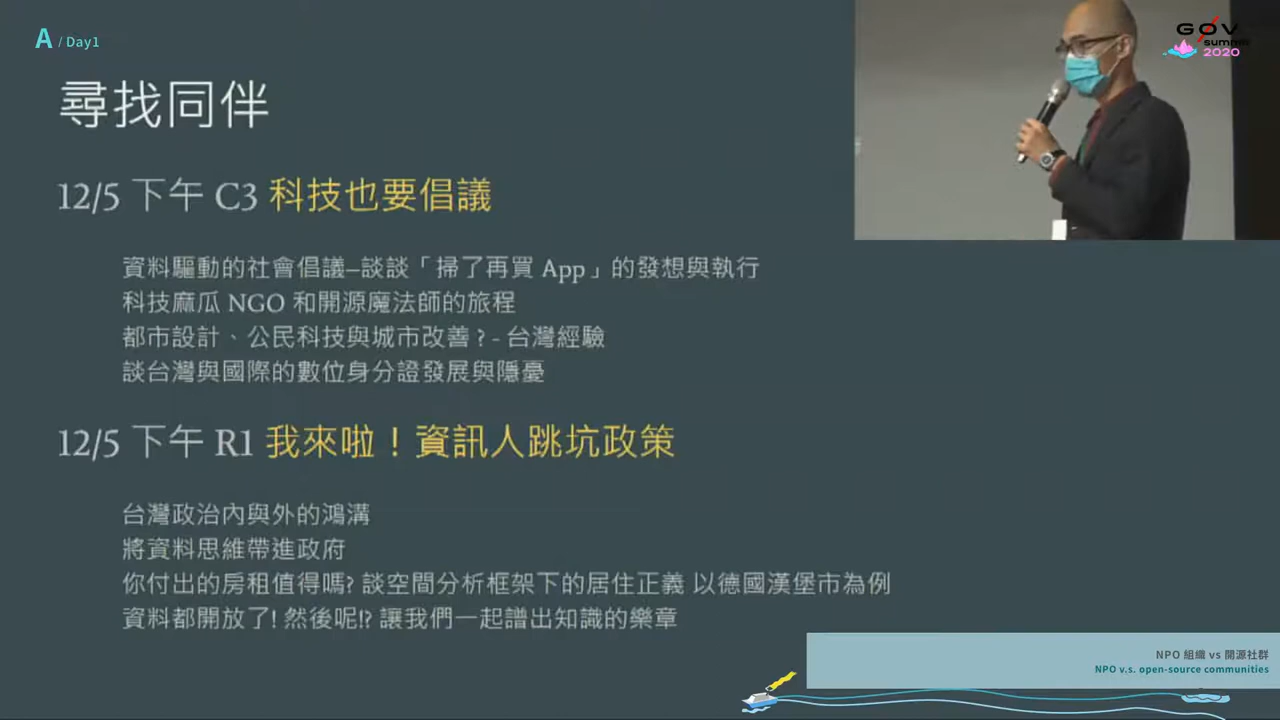 A / Day1
GØV
summit
2020
尋找同伴
12/5 下午 C3 科技也要倡議
資料驅動的社會倡議–談談「掃了再買 App」的發想與執行
科技麻瓜 NGO 和開源魔法師的旅程
都市設計、公民科技與城市改善？- 台灣經驗
談台灣與國際的數位身分證發展與隱憂
12/5 下午 R1 我來啦！資訊人跳坑政策
台灣政治內與外的鴻溝
將資料思維帶進政府
你付出的房租值得嗎? 談空間分析框架下的居住正義 以德國漢堡市為例
資料都開放了! 然後呢!? 讓我們一起譜出知識的樂章
NPO 組織 vs 開源社群
NPO v.s. open-source communities